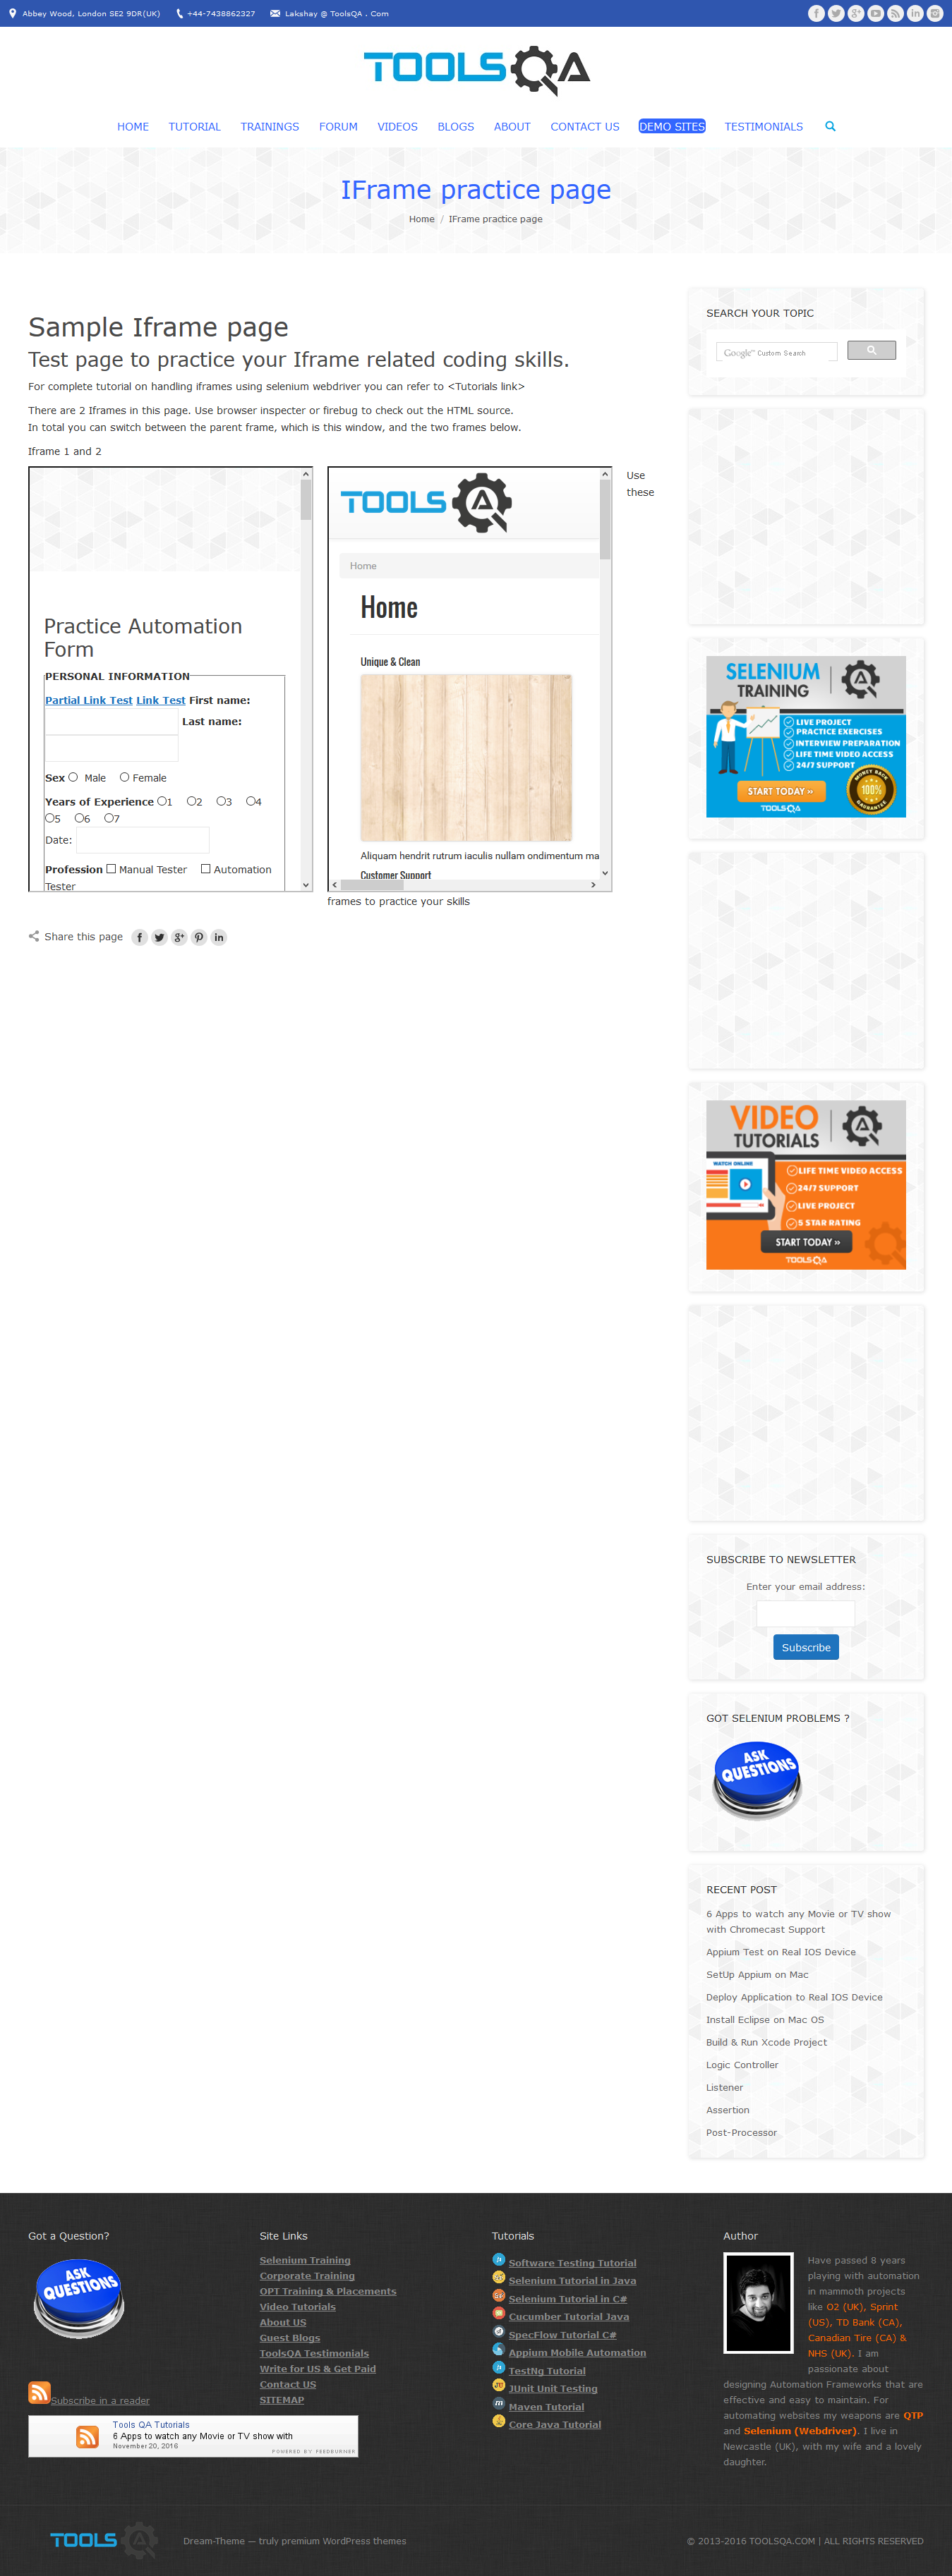 Abbey Wood, London SE2 9DR(UK) +44-7438862327 Lakshay @ ToolsQA . Com
TOOLSQA
HOME TUTORIAL TRAININGS FORUM VIDEOS BLOGS ABOUT CONTACT US DEMO SITES TESTIMONIALS
IFrame practice page
Home / IFrame practice page
Sample Iframe page
Test page to practice your Iframe related coding skills.
For complete tutorial on handling iframes using selenium webdriver you can refer to <Tutorials link>
There are 2 Iframes in this page. Use browser inspecter or firebug to check out the HTML source.
In total you can switch between the parent frame, which is this window, and the two frames below.
Iframe 1 and 2
Practice Automation
Form
PERSONAL INFORMATION
Partial Link Test Link Test First name:
Last name:
Sex Male Female
Years of Experience 1 2 3 4
5 6 7
Date:
Profession Manual Tester Automation
Tester
TOOLSQA
Home
Home
Unique & Clean
Aliquam hendrit rutrum iaculis nullam ondimentum ma
Customer Support
Use
these
frames to practice your skills
Share this page
SEARCH YOUR TOPIC
Google™ Custom Search
SELENIUM
TRAINING
LIVE PROJECT
PRACTICE EXERCISES
INTERVIEW PREPARATION
LIFE TIME VIDEO ACCESS
24/7 SUPPORT
START TODAY »
MONEY BACK
100%
GUARANTEE
TOOLSQA
VIDEO
TUTORIALS
WATCH ONLINE
LIFE TIME VIDEO ACCESS
24/7 SUPPORT
LIVE PROJECT
5 STAR RATING
START TODAY »
TOOLSQA
SUBSCRIBE TO NEWSLETTER
Enter your email address:
Subscribe
GOT SELENIUM PROBLEMS ?
ASK
QUESTIONS
RECENT POST
6 Apps to watch any Movie or TV show
with Chromecast Support
Appium Test on Real IOS Device
SetUp Appium on Mac
Deploy Application to Real IOS Device
Install Eclipse on Mac OS
Build & Run Xcode Project
Logic Controller
Listener
Assertion
Post-Processor
Got a Question?
ASK
QUESTIONS
Subscribe in a reader
Tools QA Tutorials
6 Apps to watch any Movie or TV show with
November 20, 2016
POWERED BY FEEDBURNER
Site Links
Selenium Training
Corporate Training
OPT Training & Placements
Video Tutorials
About US
Guest Blogs
ToolsQA Testimonials
Write for US & Get Paid
Contact US
SITEMAP
Tutorials
Software Testing Tutorial
Selenium Tutorial in Java
Selenium Tutorial in C#
Cucumber Tutorial Java
SpecFlow Tutorial C#
Appium Mobile Automation
TestNg Tutorial
JUnit Unit Testing
Maven Tutorial
Core Java Tutorial
Author
Have passed 8 years
playing with automation
in mammoth projects
like O2 (UK), Sprint
(US), TD Bank (CA),
Canadian Tire (CA) &
NHS (UK). I am
passionate about
designing Automation Frameworks that are
effective and easy to maintain. For
automating websites my weapons are QTP
and Selenium (Webdriver). I live in
Newcastle (UK), with my wife and a lovely
daughter.
TOOLSQA
Dream-Theme — truly premium WordPress themes
© 2013-2016 TOOLSQA.COM | ALL RIGHTS RESERVED